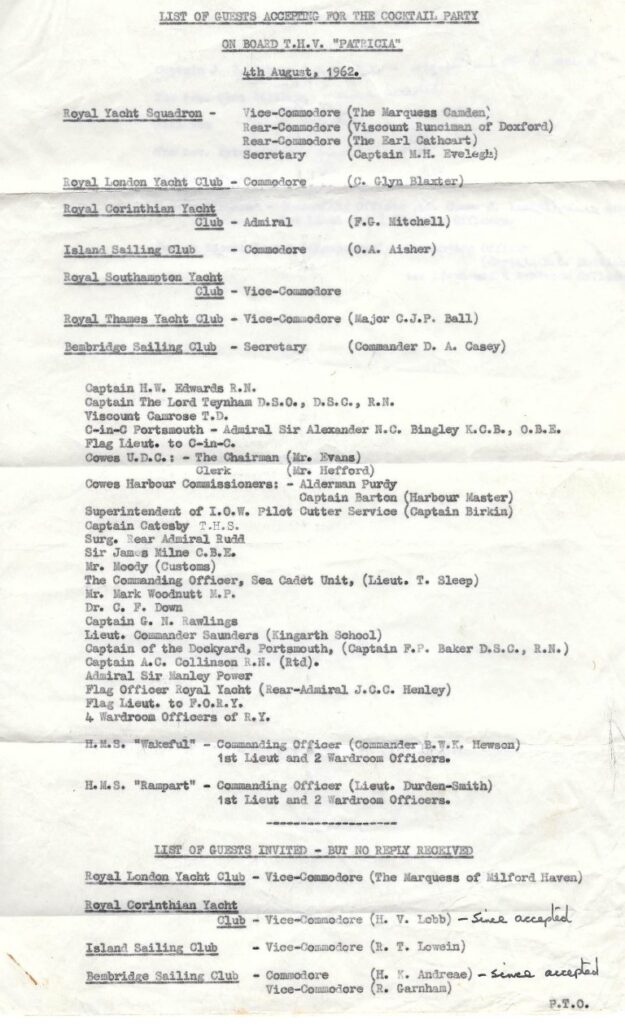 LIST OF GUESTS ACCEPTING FOR THE COCKTAIL PARTY
ON BOARD T.H.V. "PATRICIA"
4th August, 1962.
Royal Yacht Squadron - Vice-Commodore (The Marquess Camden)
Rear-Commodore (Viscount Runciman of Doxford)
Rear-Commodore (The Earl Cathcart)
Secretary (Captain M.H. Evelegh)
Royal London Yacht Club - Commodore (C. Glyn Blaxter)
Royal Corinthian Yacht
Club - Admiral (F.G. Mitchell)
Island Sailing Club - Commodore (O.A. Aisher)
Royal Southampton Yacht
Club - Vice-Commodore
Royal Thames Yacht Club - Vice-Commodore (Major C.J.P. Ball)
Bembridge Sailing Club - Secretary (Commander D. A. Casey)
Captain H.W. Edwards R.N.
Captain The Lord Teynham D.S.O., D.S.C., R.N.
Viscount Camrose T.D.
C-in-C Portsmouth - Admiral Sir Alexander N.C. Bingley K.C.B., O.B.E.
Flag Lieut. to C-in-C.
Cowes U.D.C.: - The Chairman (Mr. Evans)
Clerk (Mr. Hefford)
Cowes Harbour Commissioners: - Alderman Purdy
Captain Barton (Harbour Master)
Superintendent of I.O.W. Pilot Cutter Service (Captain Birkin)
Captain Catesby T.H.S.
Surg. Rear Admiral Rudd
Sir James Milne C.B.E.
Mr. Moody (Customs)
The Commanding Officer, Sea Cadet Unit, (Lieut. T. Sleep)
Mr. Mark Woodnutt M.P.
Dr. C. F. Down
Captain G. N. Rawlings
Lieut. Commander Saunders (Kingarth School)
Captain of the Dockyard, Portsmouth, (Captain F.P. Baker D.S.C., R.N.)
Captain A.C. Collinson R.N. (Rtd).
Admiral Sir Manley Power
Flag Officer Royal Yacht (Rear-Admiral J.C.C. Henley)
Flag Lieut. to F.O.R.Y.
4 Wardroom Officers of R.Y.
H.M.S. "Wakeful" - Commanding Officer (Commander B.W.K. Hewson)
1st Lieut and 2 Wardroom Officers.
H.M.S. "Rampart" - Commanding Officer (Lieut. Durden-Smith)
1st Lieut and 2 Wardroom Officers.
LIST OF GUESTS INVITED - BUT NO REPLY RECEIVED
Royal London Yacht Club - Vice-Commodore (The Marquess of Milford Haven)
Royal Corinthian Yacht
Club - Vice-Commodore (H. V. Lobb) - since accepted
Island Sailing Club - Vice-Commodore (R. T. Lowein)
Bembridge Sailing Club - Commodore (H. K. Andreae) - since accepted
Vice-Commodore (R. Garnham)
P.T.O.